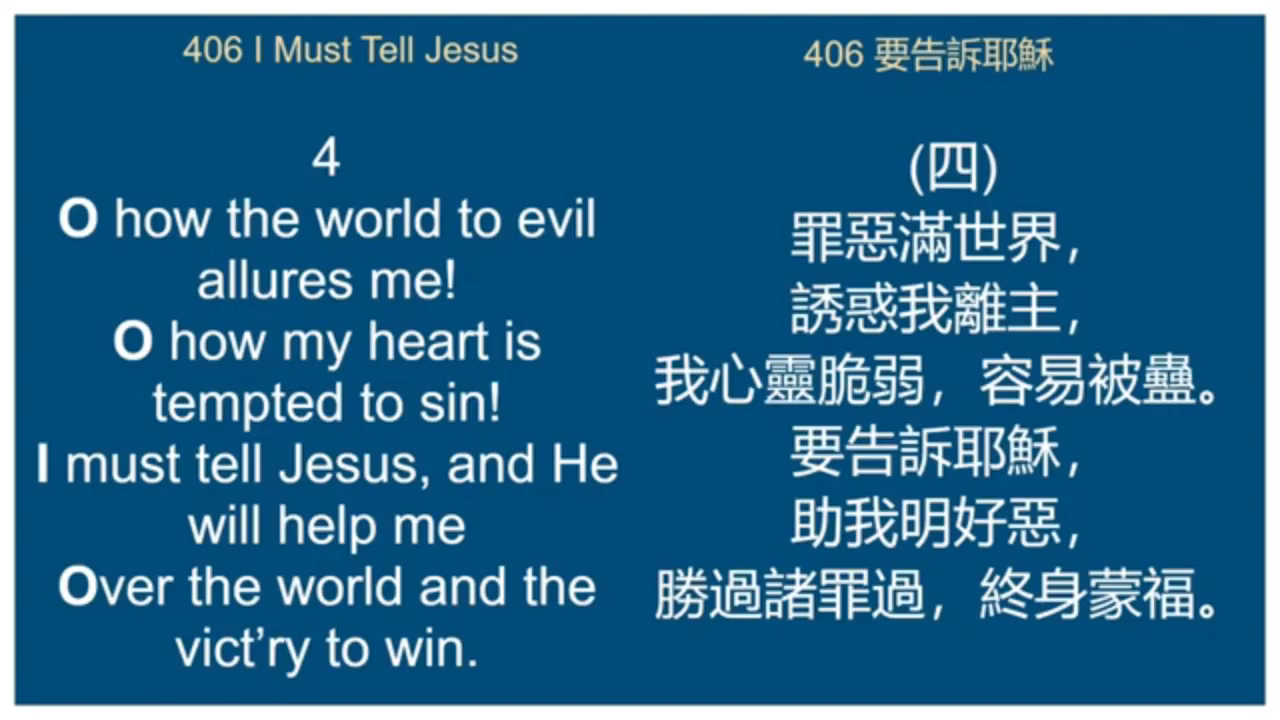 406 I Must Tell Jesus
4
O how the world to evil
allures me!
O how my heart is
tempted to sin!
I must tell Jesus, and He
will help me
Over the world and the
vict’ry to win.
406 要告訴耶穌
(四)
罪惡滿世界，
誘惑我離主，
我心靈脆弱，容易被蠱。
要告訴耶穌，
助我明好惡，
勝過諸罪過，終身蒙福。